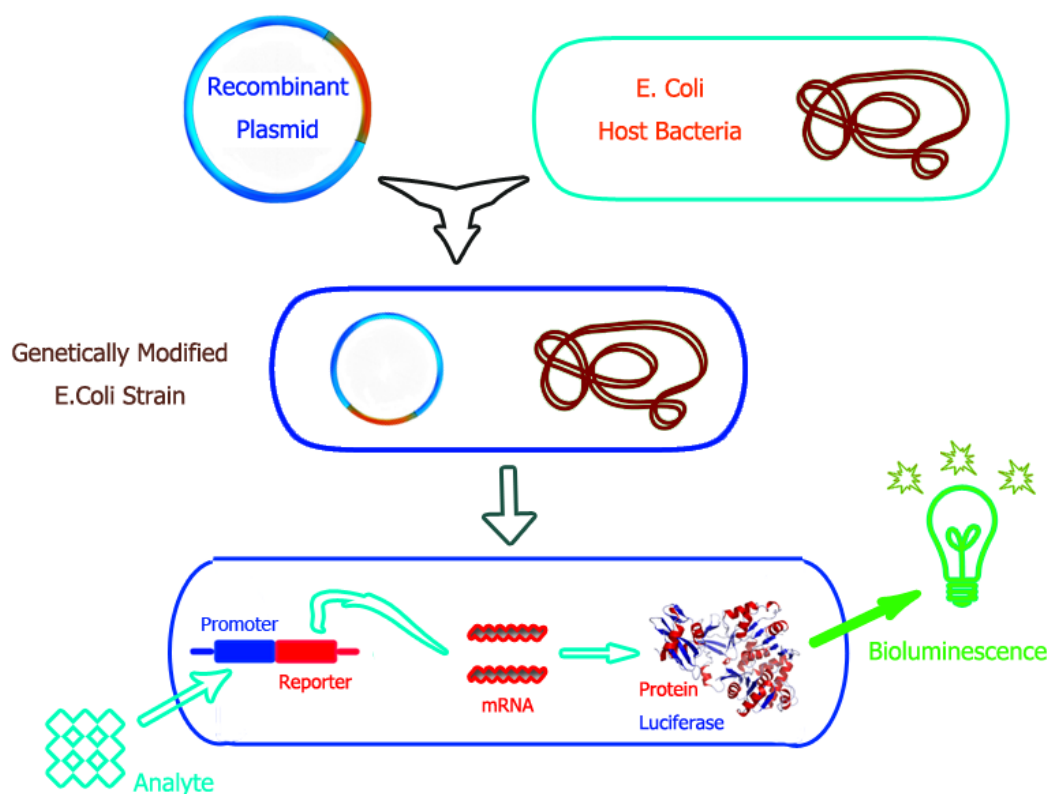 Recombinant
Plasmid
E. Coli
Host Bacteria
Genetically Modified
E.Coli Strain
Promoter
Reporter
mRNA
Protein
Luciferase
Bioluminescence
Analyte